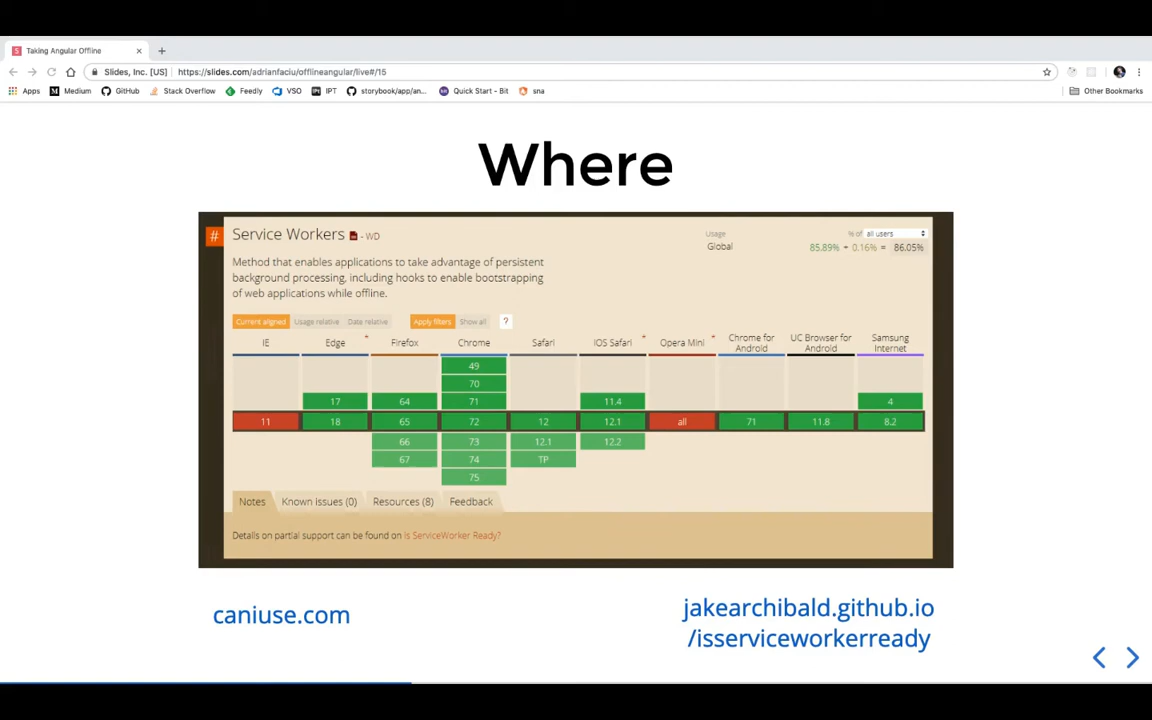 Taking Angular Offline
Slides, Inc. [US]
https://slides.com/adrianfaciu/offlineangular/live#/15
Apps
Medium
GitHub
Stack Overflow
Feedly
VSO
IPT
storybook/app/an...
Quick Start - Bit
sna
Other Bookmarks
Where
# Service Workers - WD
Usage
% of all users
Global
85.89% + 0.16% = 86.05%
Method that enables applications to take advantage of persistent
background processing, including hooks to enable bootstrapping
of web applications while offline.
Current aligned Usage relative Date relative Apply filters Show all ?
IE Edge * Firefox Chrome Safari iOS Safari * Opera Mini * Chrome for Android UC Browser for Android Samsung Internet
49
70
17 64 71 11.4 4
11 18 65 72 12 12.1 all 71 11.8 8.2
66 73 12.1 12.2
67 74 TP
75
Notes Known issues (0) Resources (8) Feedback
Details on partial support can be found on is ServiceWorker Ready?
caniuse.com
jakearchibald.github.io
/isserviceworkerready